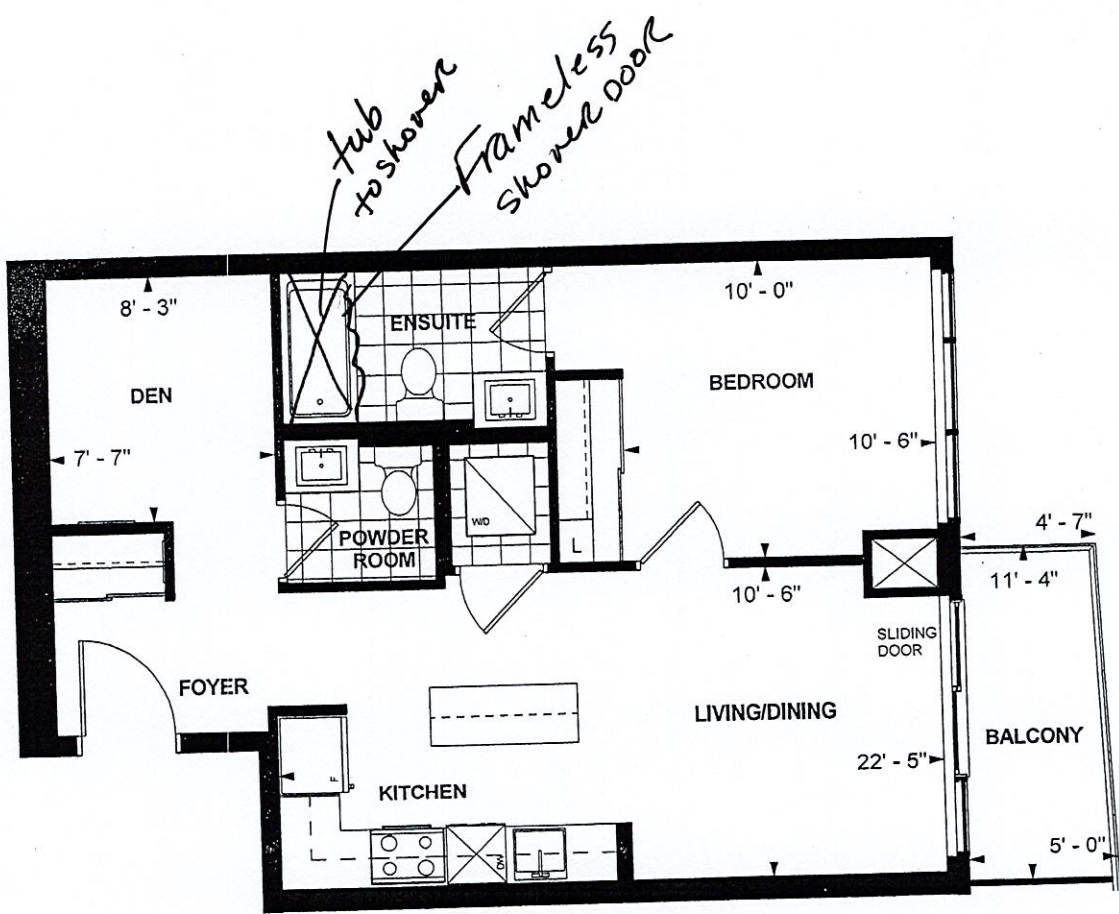 tub
to shower
Frameless
Shower DOOR
8' - 3"
10' - 0"
ENSUITE
DEN
BEDROOM
7' - 7"
10' - 6"
W/D
POWDER
ROOM
L
4' - 7"
11' - 4"
10' - 6"
SLIDING
DOOR
FOYER
LIVING/DINING
BALCONY
22' - 5"
F
KITCHEN
DW
5' - 0"